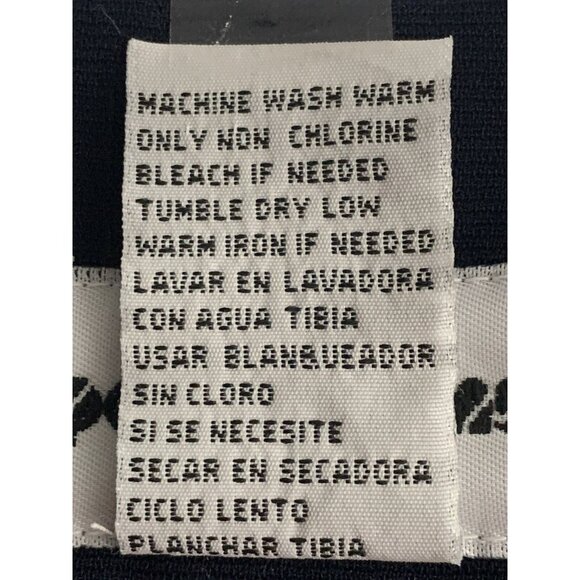 MACHINE WASH WARM
ONLY NON CHLORINE
BLEACH IF NEEDED
TUMBLE DRY LOW
WARM IRON IF NEEDED
LAVAR EN LAVADORA
CON AGUA TIBIA
USAR BLANQUEADOR
SIN CLORO
SI SE NECESITE
SECAR EN SECADORA
CICLO LENTO
PLANCHAR TIBIA